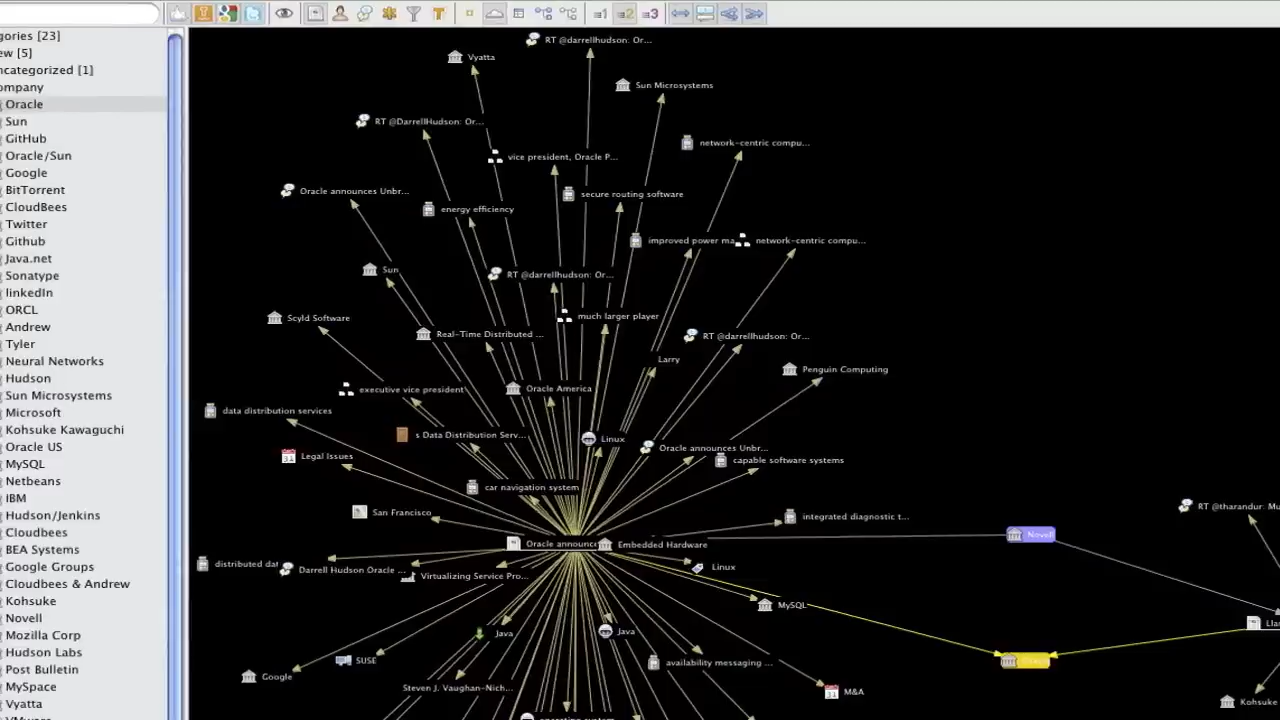 gories [23]
ew [5]
ncategorized [1]
ompany
Oracle
Sun
GitHub
Oracle/Sun
Google
BitTorrent
CloudBees
Twitter
Github
Java.net
Sonatype
linkedIn
ORCL
Andrew
Tyler
Neural Networks
Hudson
Sun Microsystems
Microsoft
Kohsuke Kawaguchi
Oracle US
MySQL
Netbeans
IBM
Hudson/Jenkins
Cloudbees
BEA Systems
Google Groups
Cloudbees & Andrew
Kohsuke
Novell
Mozilla Corp
Hudson Labs
Post Bulletin
MySpace
Vyatta
RT @darrellhudson: Or...
Vyatta
Sun Microsystems
RT @DarrellHudson: Or...
network-centric compu...
vice president, Oracle P...
Oracle announces Unbr...
secure routing software
energy efficiency
improved power ma
network-centric compu...
Sun
RT @darrellhudson: Or...
Scyld Software
much larger player
Real-Time Distributed ...
RT @darrellhudson: Or...
Larry
Penguin Computing
executive vice president
Oracle America
data distribution services
s Data Distribution Serv...
Linux
Oracle announces Unbr...
Legal Issues
capable software systems
car navigation system
San Francisco
integrated diagnostic t...
RT @tharandur: Mu
Novell
Oracle announce
Embedded Hardware
distributed dat
Darrell Hudson Oracle ...
Virtualizing Service Pro...
Linux
MySQL
Java
Java
Lla
SUSE
availability messaging ...
Google
Steven J. Vaughan-Nich...
M&A
Kohsuke
operating system